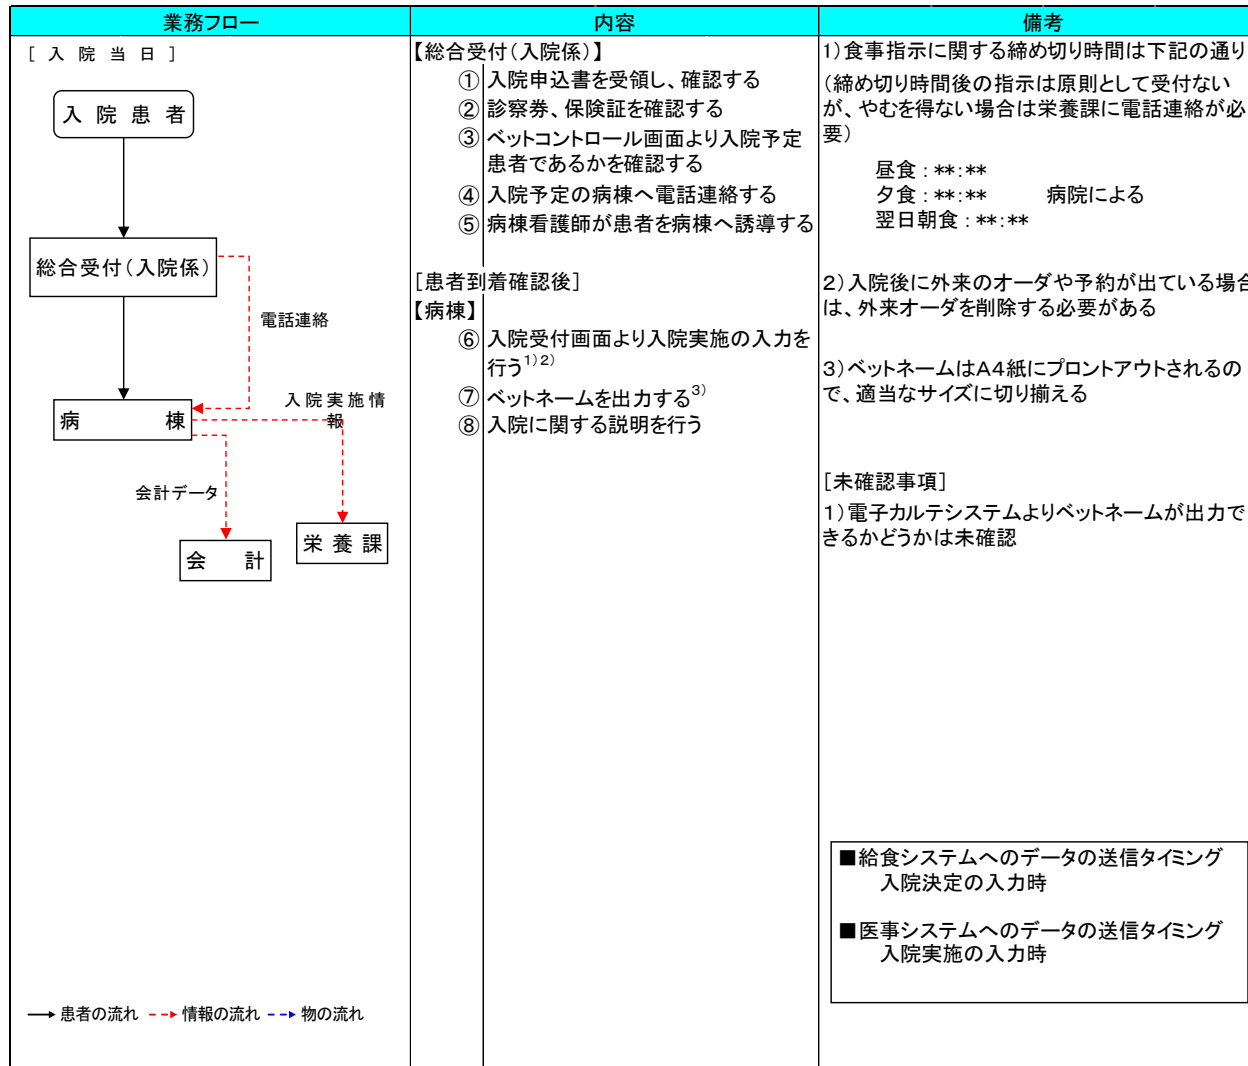 業務フロー
内容
備考
[入院当日]
入院患者
総合受付(入院係)
電話連絡
病棟
入院実施情
報
会計データ
会計
栄養課
→患者の流れ --→情報の流れ --→物の流れ
【総合受付(入院係)】
① 入院申込書を受領し、確認する
② 診察券、保険証を確認する
③ ベットコントロール画面より入院予定
患者であるかを確認する
④ 入院予定の病棟へ電話連絡する
⑤ 病棟看護師が患者を病棟へ誘導する
[患者到着確認後]
【病棟】
⑥ 入院受付画面より入院実施の入力を
行う1)2)
⑦ ベットネームを出力する3)
⑧ 入院に関する説明を行う
1)食事指示に関する締め切り時間は下記の通り
(締め切り時間後の指示は原則として受付ない
が、やむを得ない場合は栄養課に電話連絡が必
要)
昼食:**:**
夕食:**:** 病院による
翌日朝食:**:**
2)入院後に外来のオーダや予約が出ている場合
は、外来オーダを削除する必要がある
3)ベットネームはA4紙にプロントアウトされるの
で、適当なサイズに切り揃える
[未確認事項]
1)電子カルテシステムよりベットネームが出力で
きるかどうかは未確認
■給食システムへのデータの送信タイミング
入院決定の入力時
■医事システムへのデータの送信タイミング
入院実施の入力時